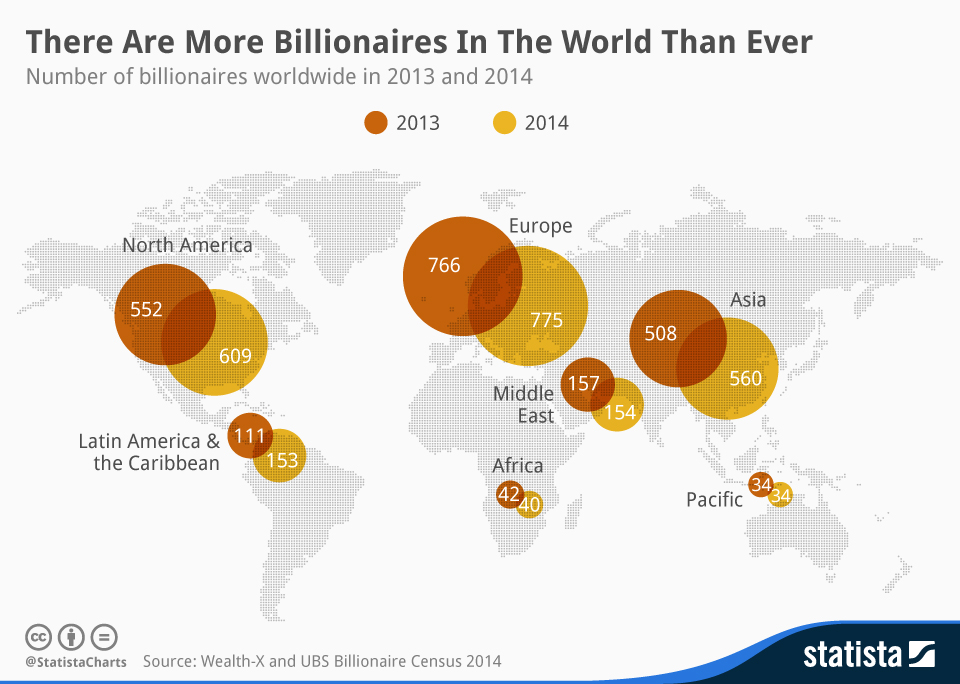 There Are More Billionaires In The World Than Ever
Number of billionaires worldwide in 2013 and 2014
2013 2014
Europe
North America
766
Asia
552
775
508
609
560
Middle
East
157
154
Latin America &
the Caribbean
111
153
Africa
42
40
Pacific
34
34
cc
@StatistaCharts Source: Wealth-X and UBS Billionaire Census 2014
statista